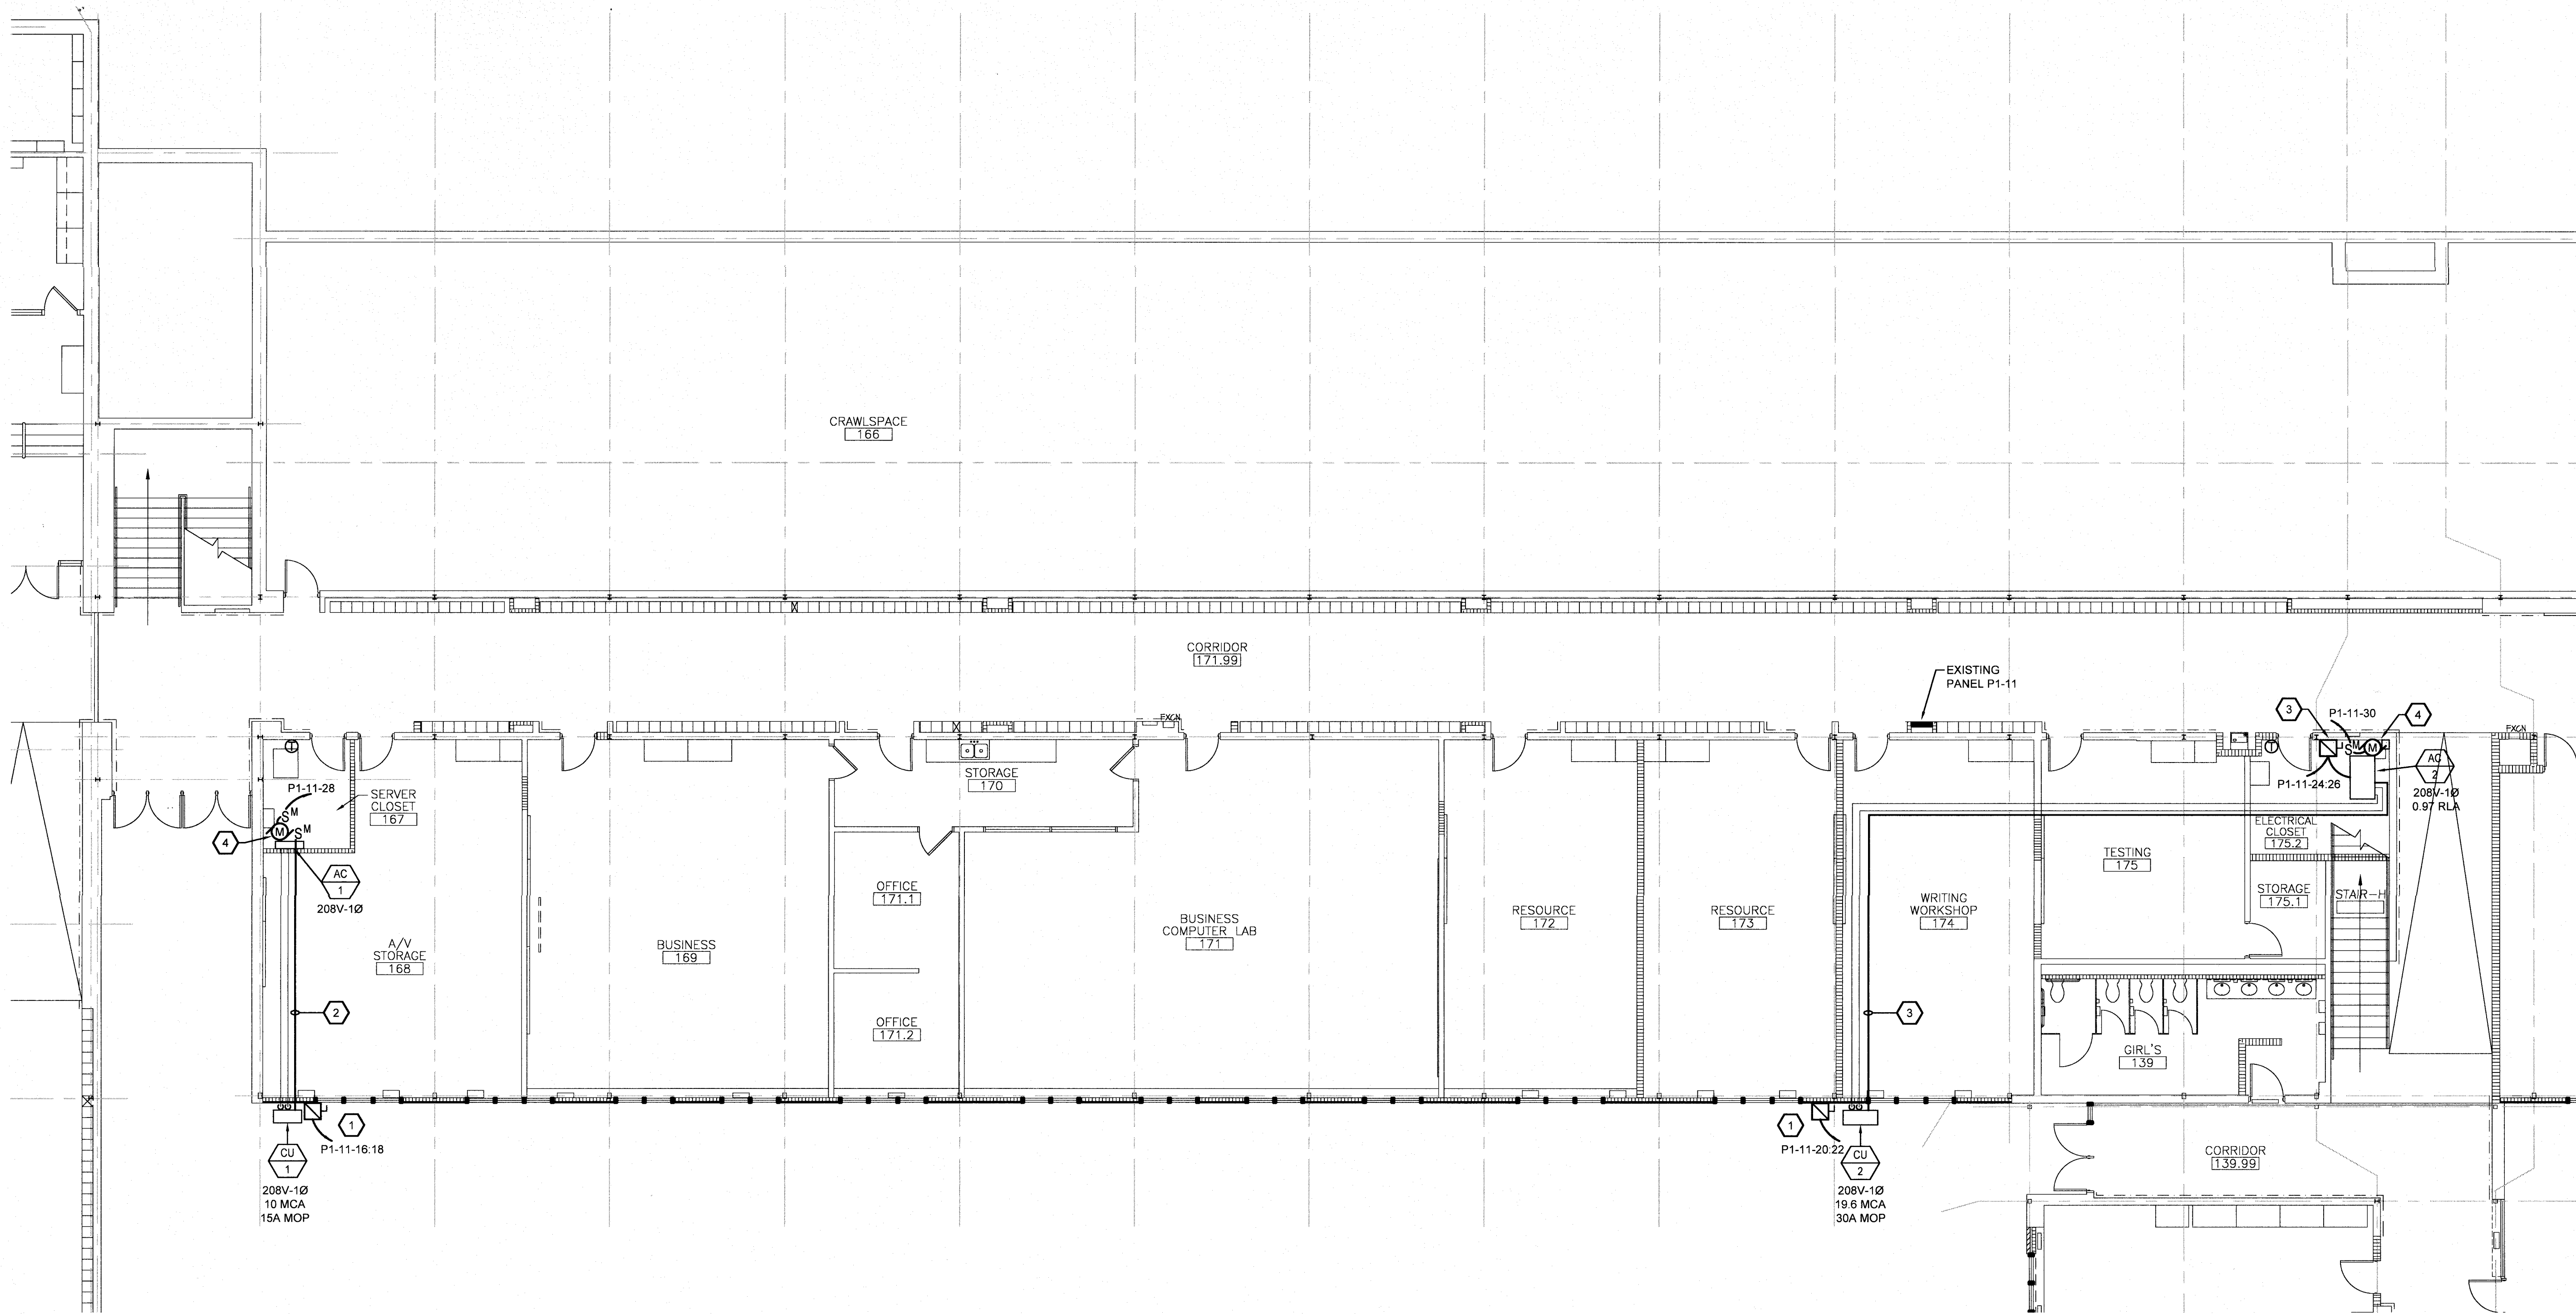 CRAWLSPACE
166
CORRIDOR
171.99
EXISTING
PANEL P1-11
FXCN
3
P1-11-30
4
FXCN
S M
M
AC
2
P1-11-24:26
208V-1Ø
0.97 RLA
T
T
STORAGE
170
P1-11-28
SERVER
CLOSET
167
S M
M
S M
4
AC
1
208V-1Ø
ELECTRICAL
CLOSET
175.2
TESTING
175
OFFICE
171.1
STORAGE
175.1
STAIR-H
A/V
STORAGE
168
BUSINESS
169
BUSINESS
COMPUTER LAB
171
RESOURCE
172
RESOURCE
173
WRITING
WORKSHOP
174
2
3
OFFICE
171.2
GIRL'S
139
1
P1-11-16:18
CU
1
208V-1Ø
10 MCA
15A MOP
1
P1-11-20:22
CU
2
208V-1Ø
19.6 MCA
30A MOP
CORRIDOR
139.99